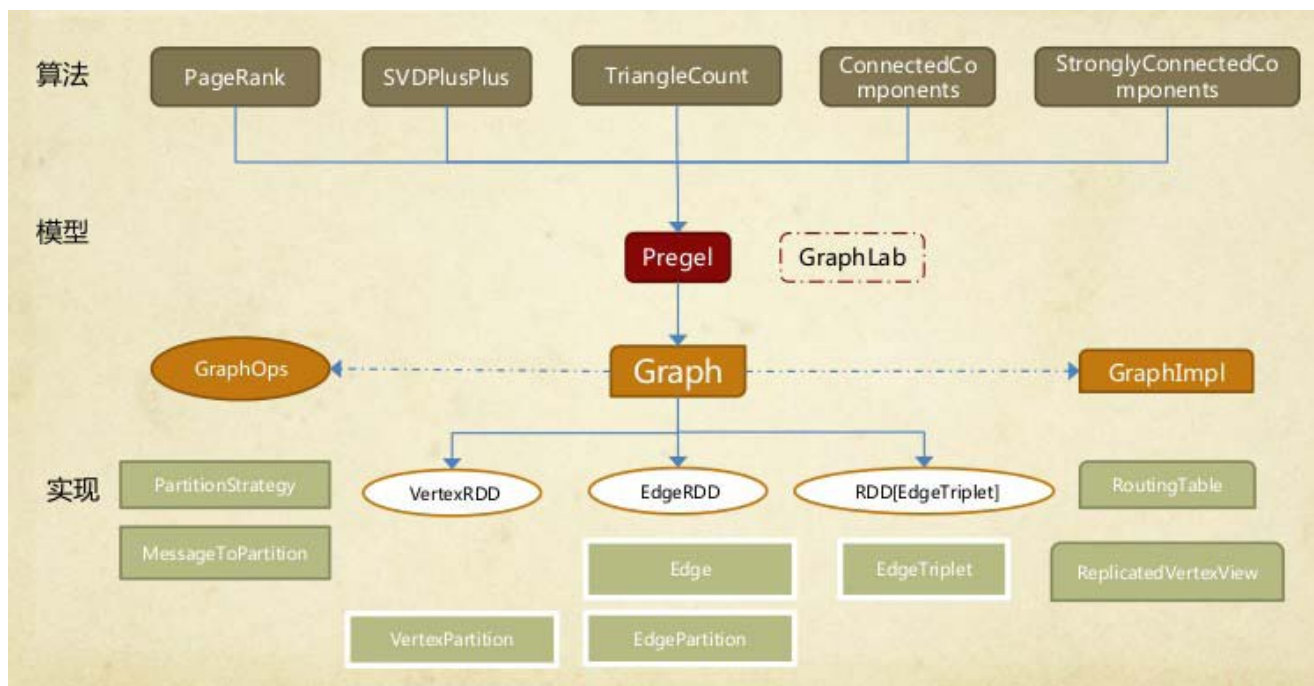 算法
PageRank
SVDPlusPlus
TriangleCount
ConnectedCo
mponents
StronglyConnectedCo
mponents
模型
Pregel
GraphLab
GraphOps
Graph
GraphImpl
实现
PartitionStrategy
VertexRDD
EdgeRDD
RDD[EdgeTriplet]
RoutingTable
MessageToPartition
Edge
EdgeTriplet
ReplicatedVertexView
VertexPartition
EdgePartition